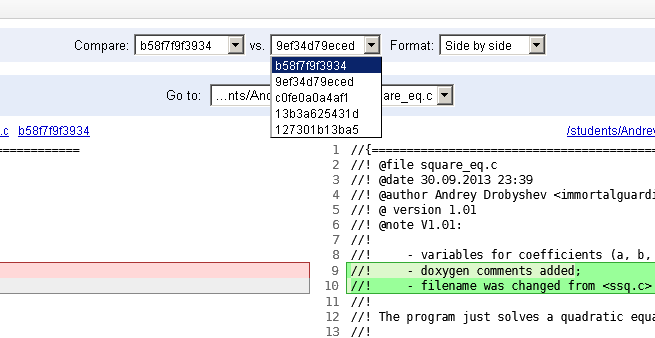 Compare: b58f7f9f3934 vs. 9ef34d79eced Format: Side by side
b58f7f9f3934
9ef34d79eced
c0fe0a0a4af1
13b3a625431d
127301b13ba5
Go to: ...nts/And are_eq.c
.c b58f7f9f3934 /students/Andrey
============
1 //{========================================
2 //! @file square_eq.c
3 //! @date 30.09.2013 23:39
4 //! @author Andrey Drobyshev <immortalguardi
5 //! @ version 1.01
6 //! @note V1.01:
7 //!
8 //! - variables for coefficients (a, b,
9 //! - doxygen comments added;
10 //! - filename was changed from <ssq.c>
11 //!
12 //! The program just solves a quadratic equa
13 //!